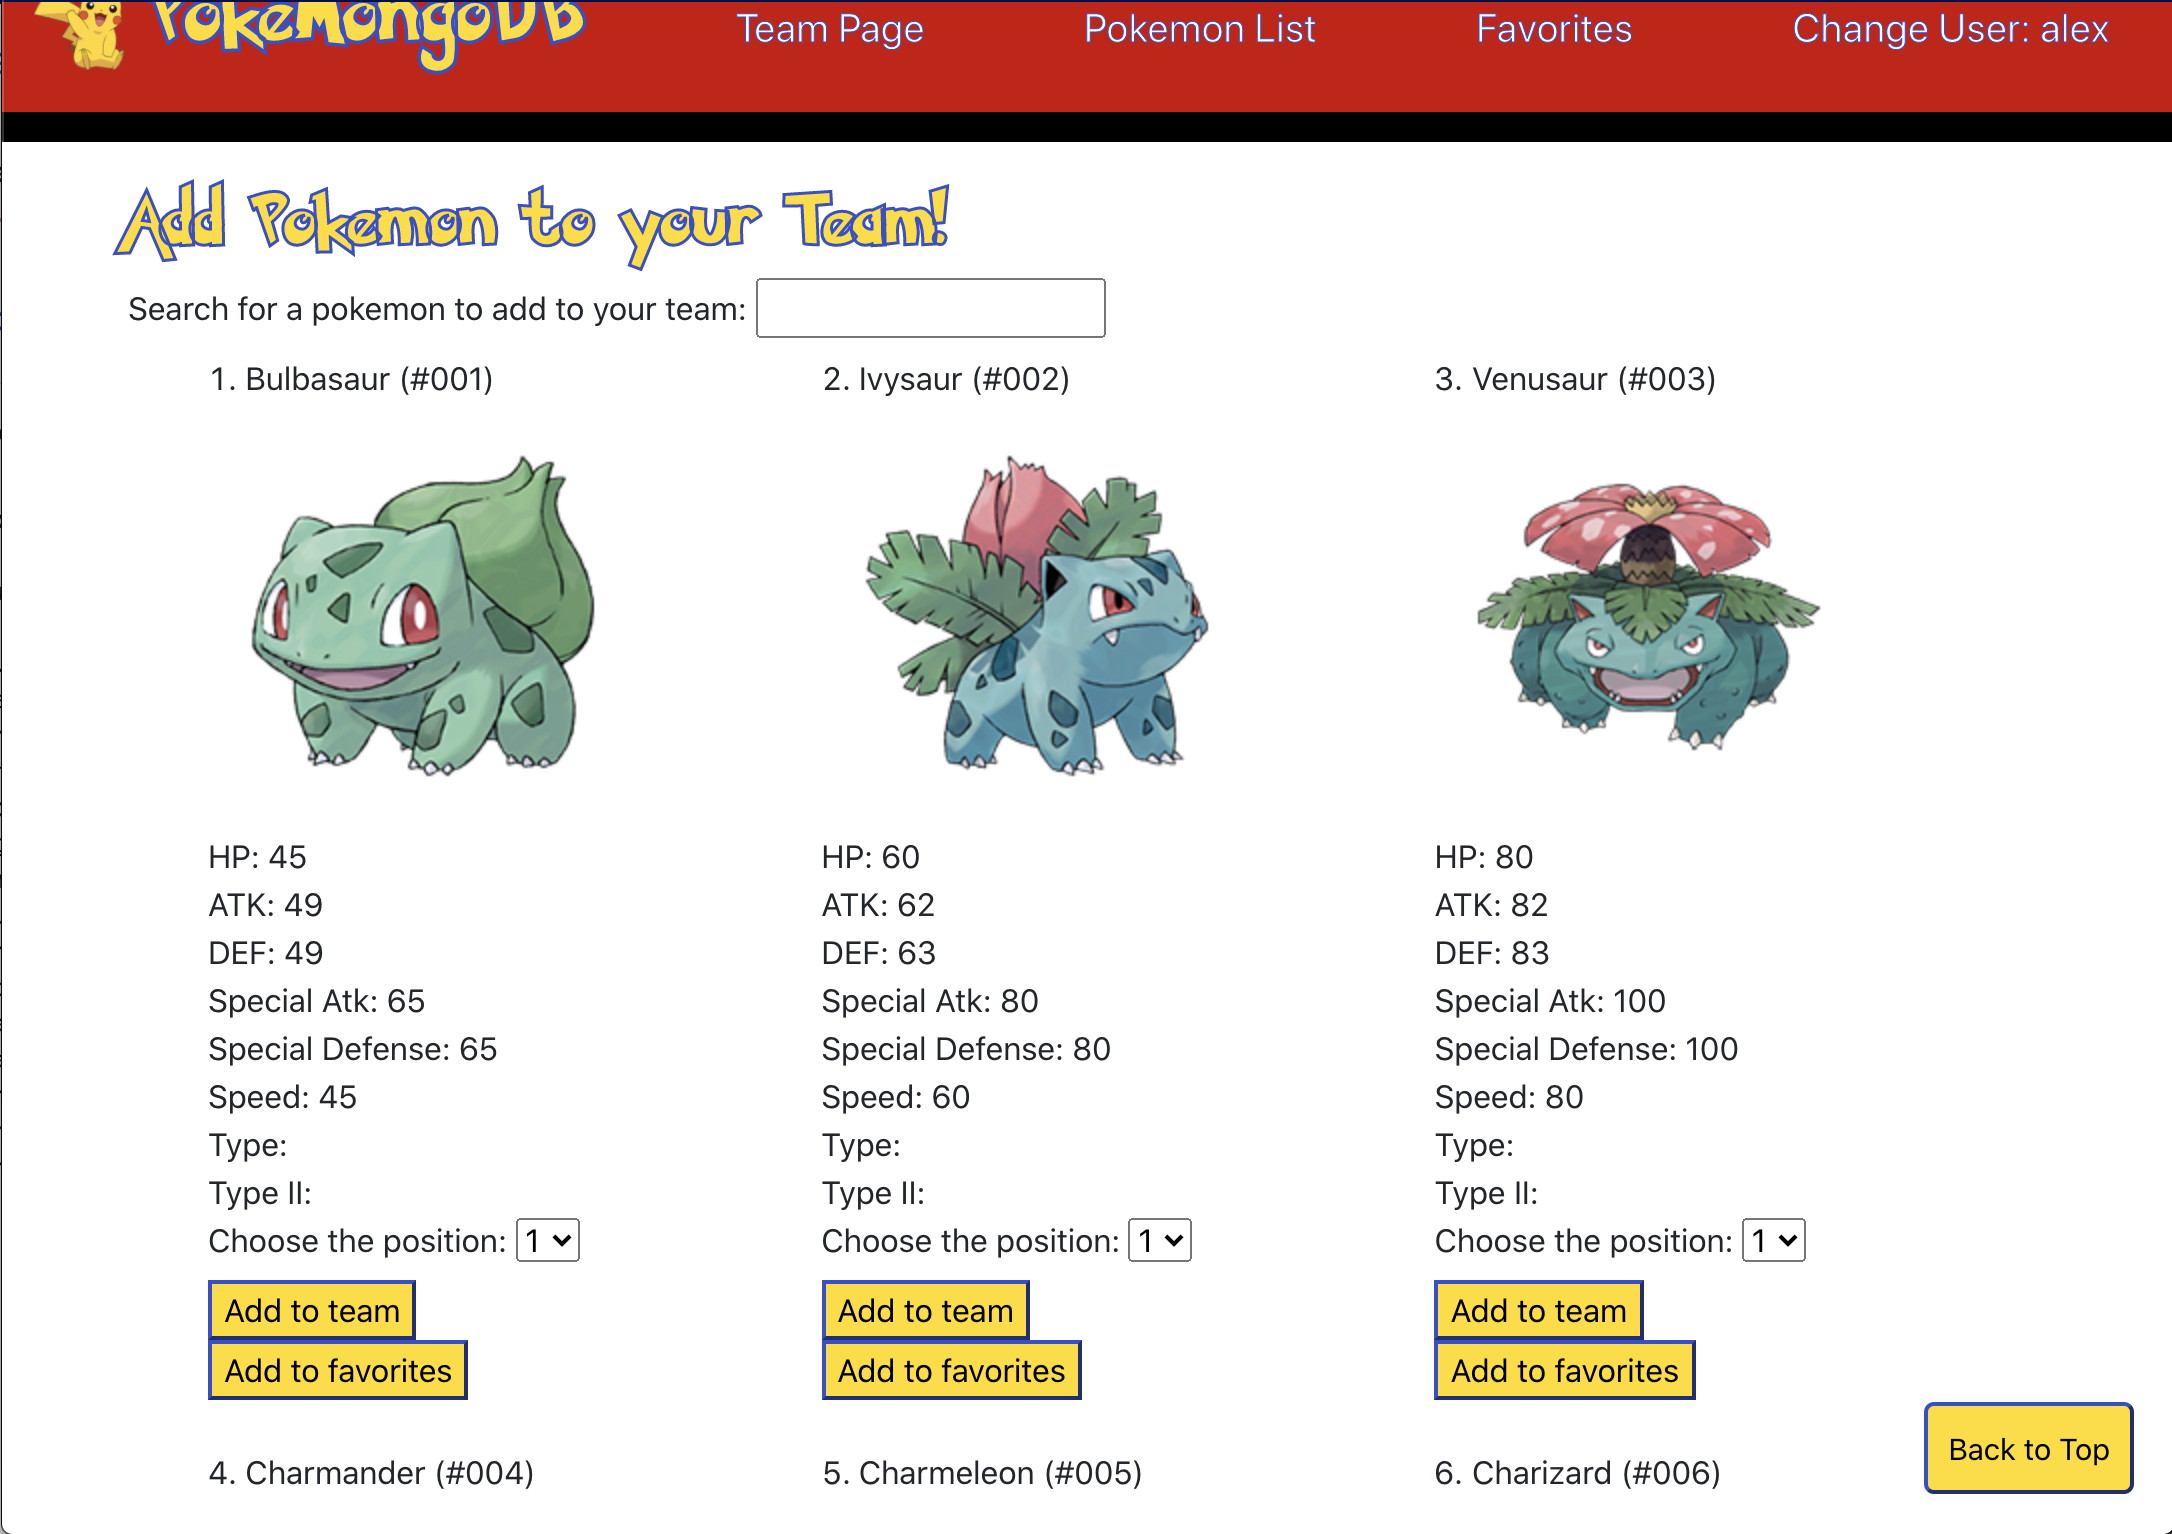 PokeMongoDB
Team Page
Pokemon List
Favorites
Change User: alex
Add Pokemon to your Team!
Search for a pokemon to add to your team:
1. Bulbasaur (#001)
2. Ivysaur (#002)
3. Venusaur (#003)
HP: 45
ATK: 49
DEF: 49
Special Atk: 65
Special Defense: 65
Speed: 45
Type:
Type II:
Choose the position: 1
Add to team
Add to favorites
HP: 60
ATK: 62
DEF: 63
Special Atk: 80
Special Defense: 80
Speed: 60
Type:
Type II:
Choose the position: 1
Add to team
Add to favorites
HP: 80
ATK: 82
DEF: 83
Special Atk: 100
Special Defense: 100
Speed: 80
Type:
Type II:
Choose the position: 1
Add to team
Add to favorites
4. Charmander (#004)
5. Charmeleon (#005)
6. Charizard (#006)
Back to Top